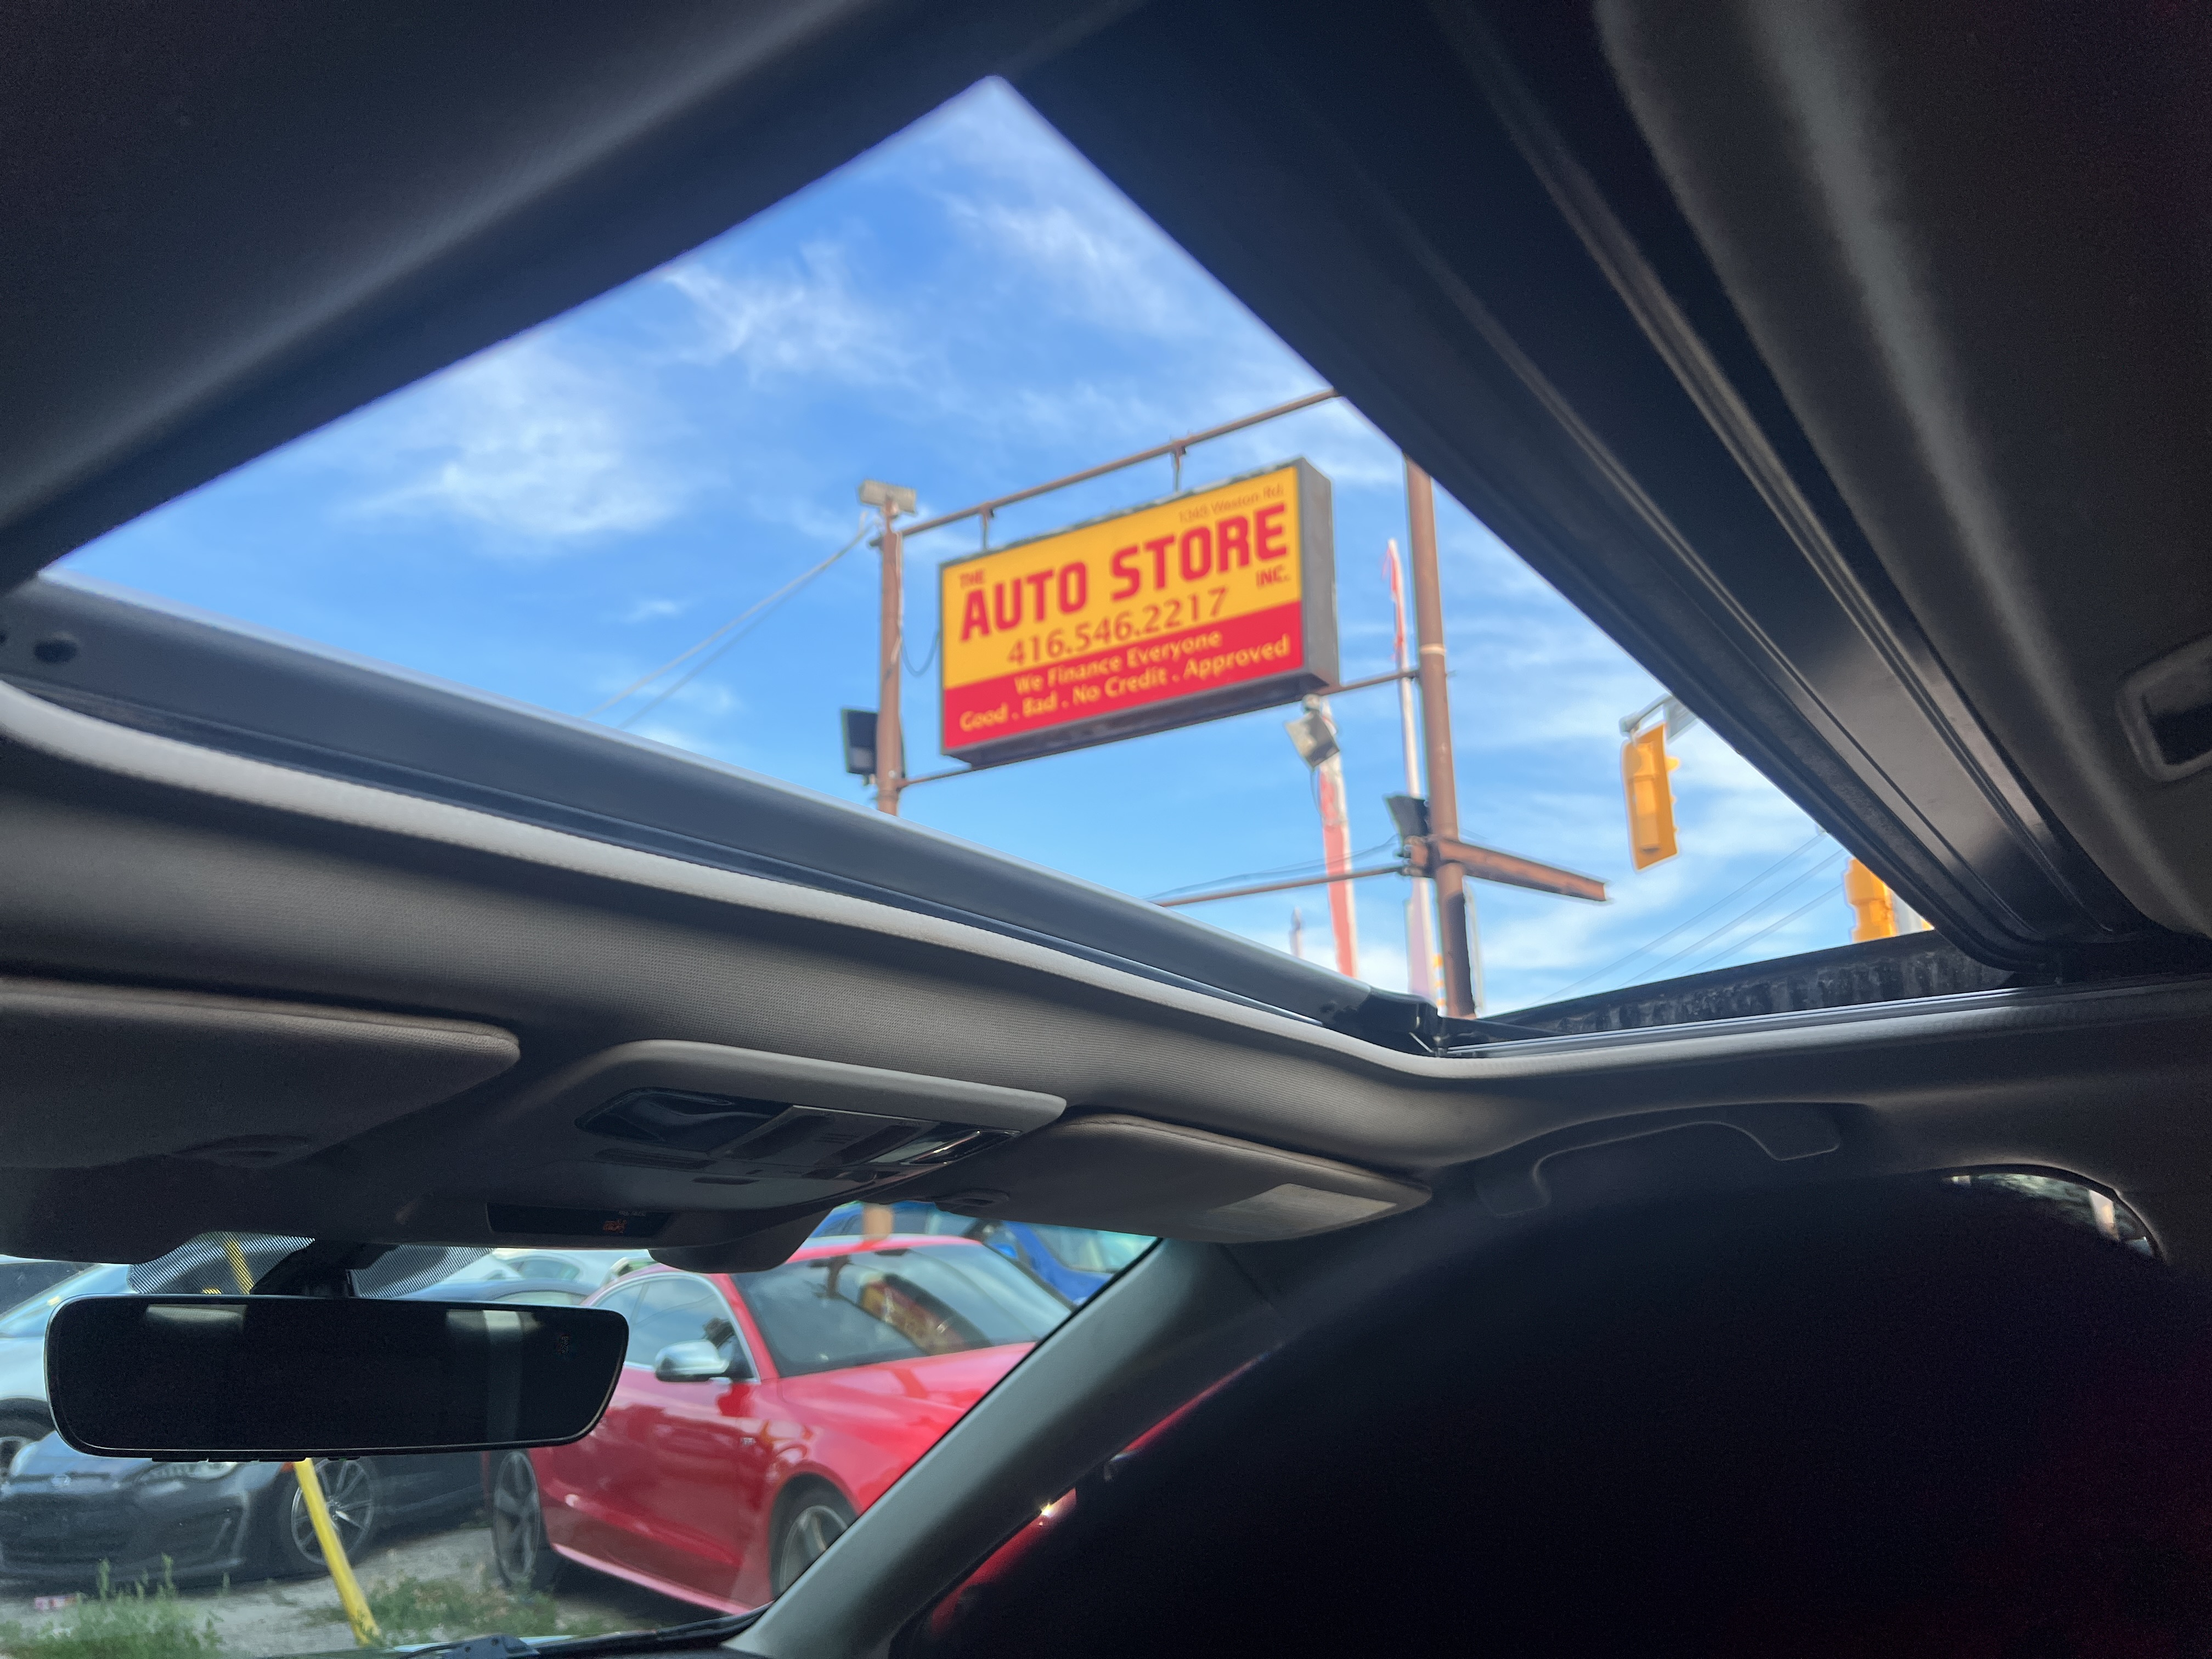 1345 Weston Rd.
THE
AUTO STORE
INC.
416.546.2217
We Finance Everyone
Good . Bad . No Credit . Approved